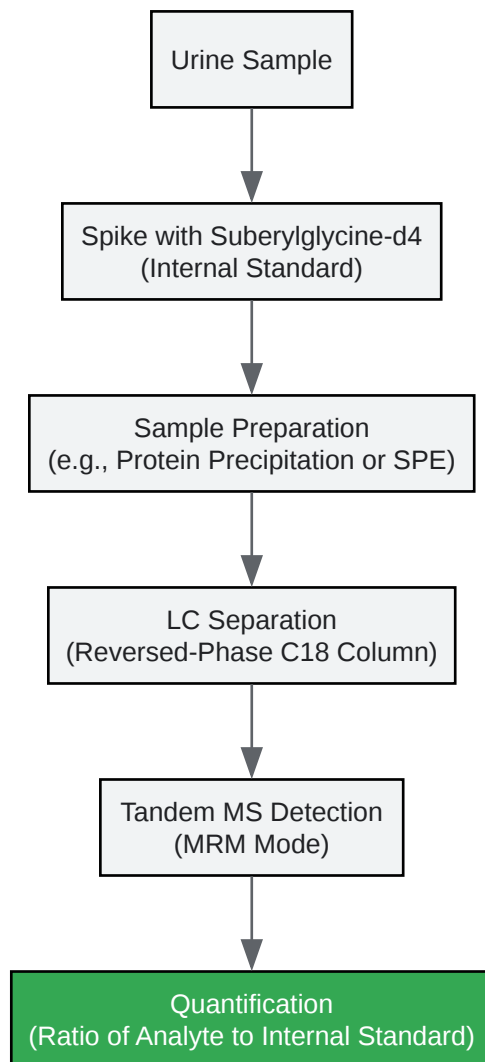 Urine Sample
Spike with Suberylglycine-d4
(Internal Standard)
Sample Preparation
(e.g., Protein Precipitation or SPE)
LC Separation
(Reversed-Phase C18 Column)
Tandem MS Detection
(MRM Mode)
Quantification
(Ratio of Analyte to Internal Standard)